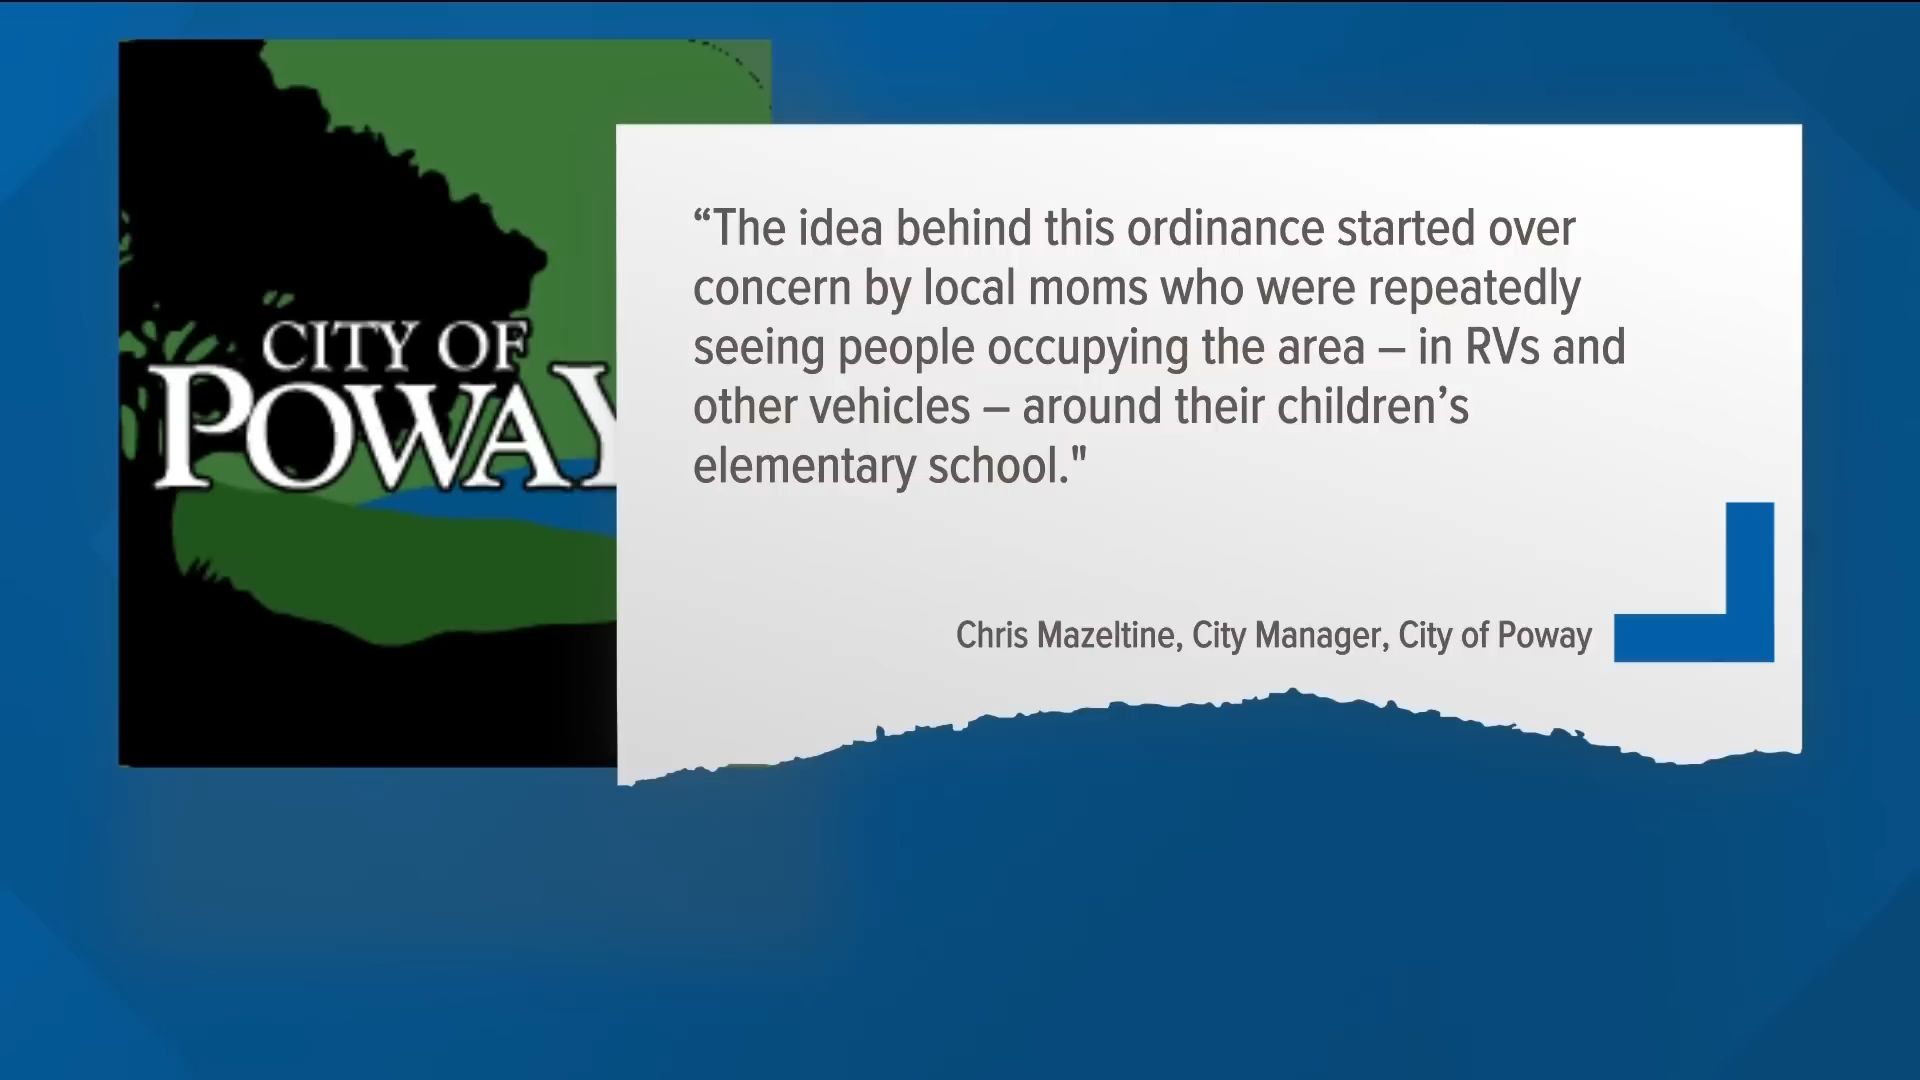 CITY OF
POWAY
“The idea behind this ordinance started over
concern by local moms who were repeatedly
seeing people occupying the area – in RVs and
other vehicles – around their children’s
elementary school."
Chris Mazeltine, City Manager, City of Poway